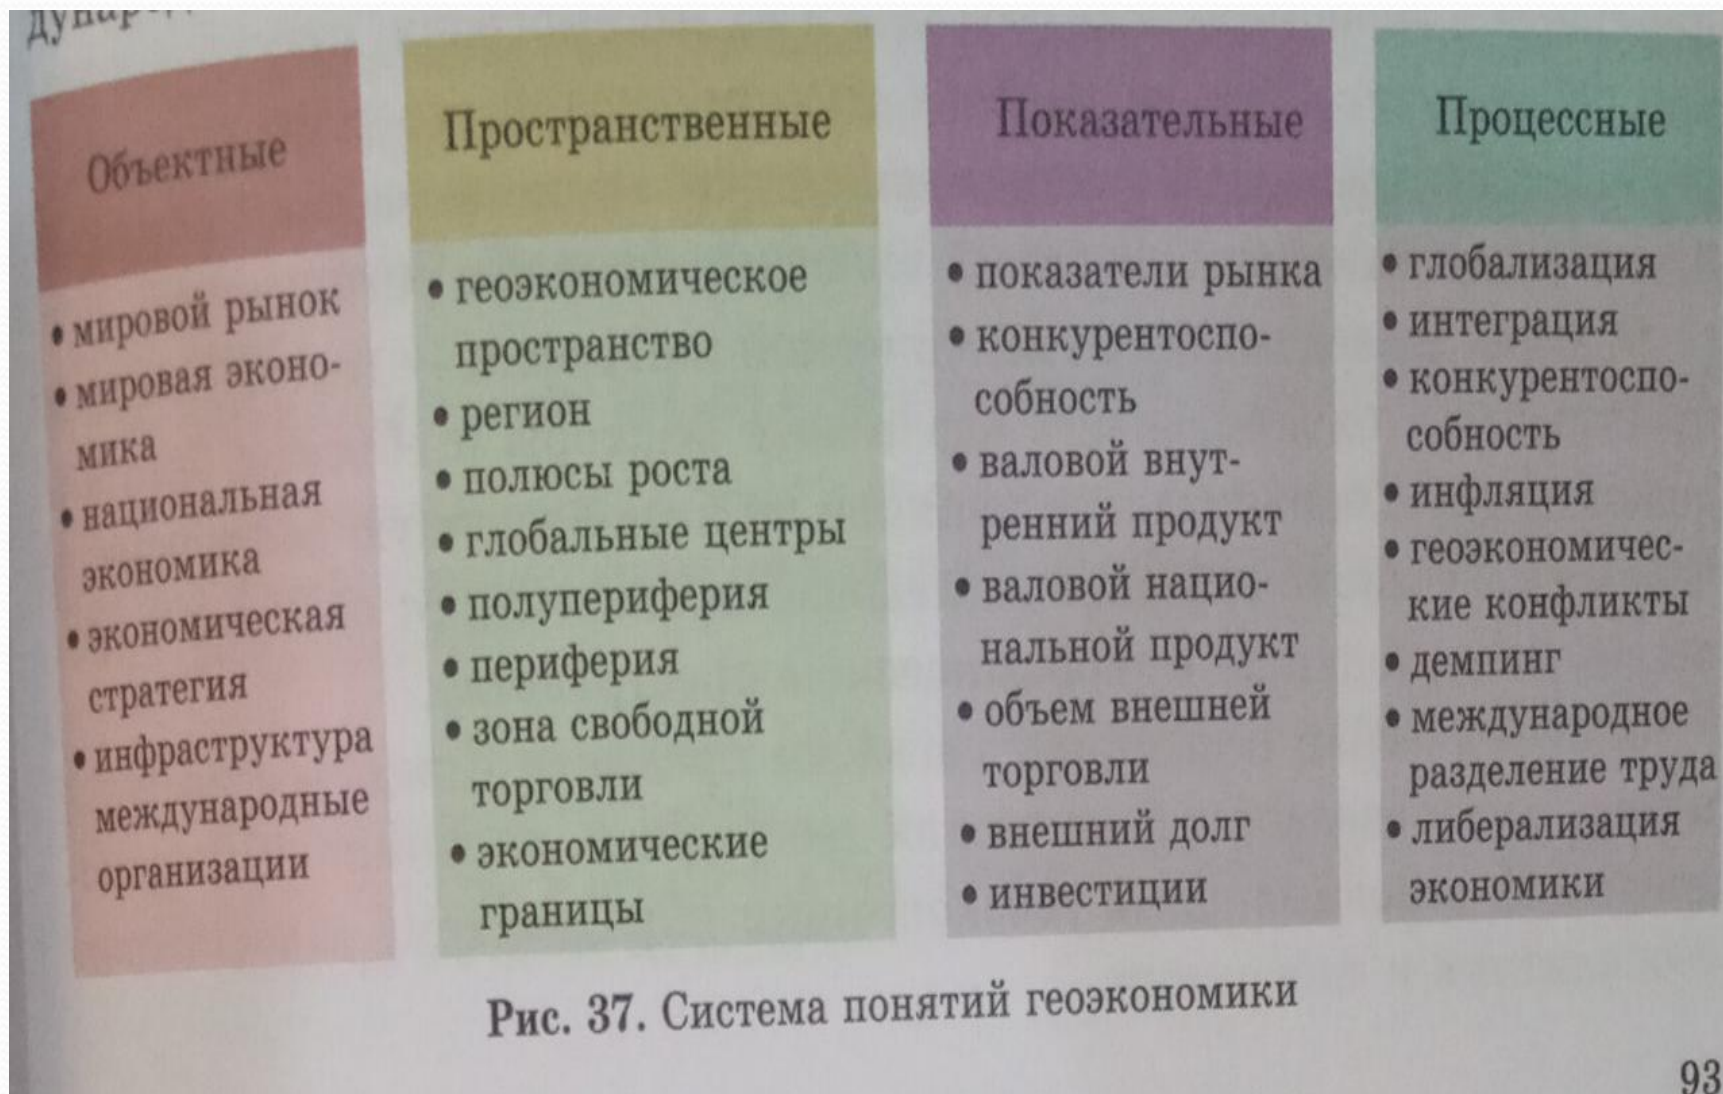 Объектные
• мировой рынок
• мировая эконо-
мика
• национальная
экономика
• экономическая
стратегия
• инфраструктура
международные
организации
Пространственные
• геоэкономическое
пространство
• регион
• полюсы роста
• глобальные центры
• полупериферия
• периферия
• зона свободной
торговли
• экономические
границы
Показательные
• показатели рынка
• конкурентоспо-
собность
• валовой внут-
ренний продукт
• валовой нацио-
нальной продукт
• объем внешней
торговли
• внешний долг
• инвестиции
Процессные
• глобализация
• интеграция
• конкурентоспо-
собность
• инфляция
• геоэкономичес-
кие конфликты
• демпинг
• международное
разделение труда
• либерализация
экономики
Рис. 37. Система понятий геоэкономики
93